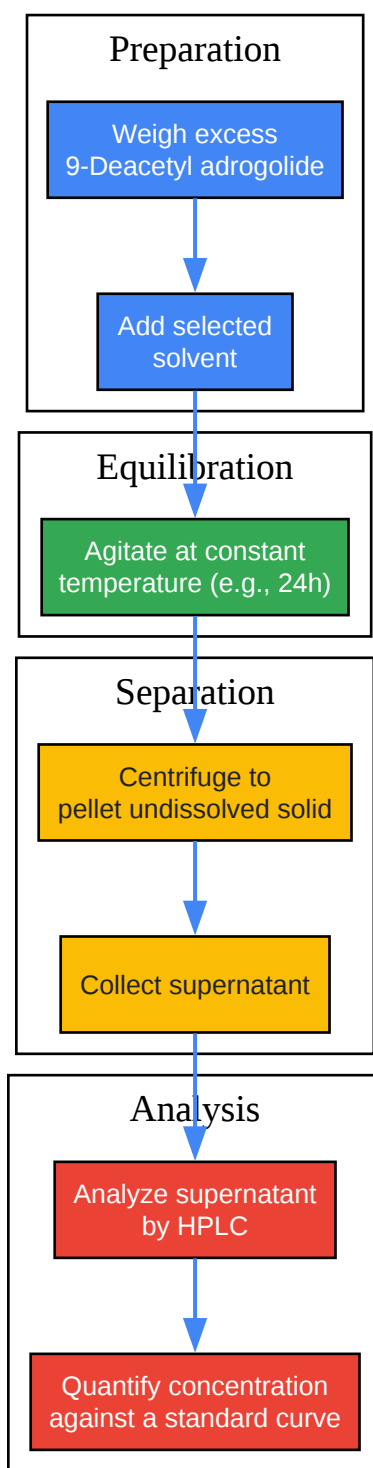 Preparation
Weigh excess
9-Deacetyl adrogolide
Add selected
solvent
Equilibration
Agitate at constant
temperature (e.g., 24h)
Separation
Centrifuge to
pellet undissolved solid
Collect supernatant
Analysis
Analyze supernatant
by HPLC
Quantify concentration
against a standard curve